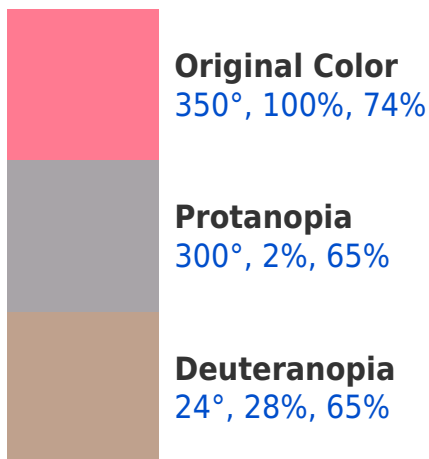 Original Color
350°, 100%, 74%
Protanopia
300°, 2%, 65%
Deuteranopia
24°, 28%, 65%